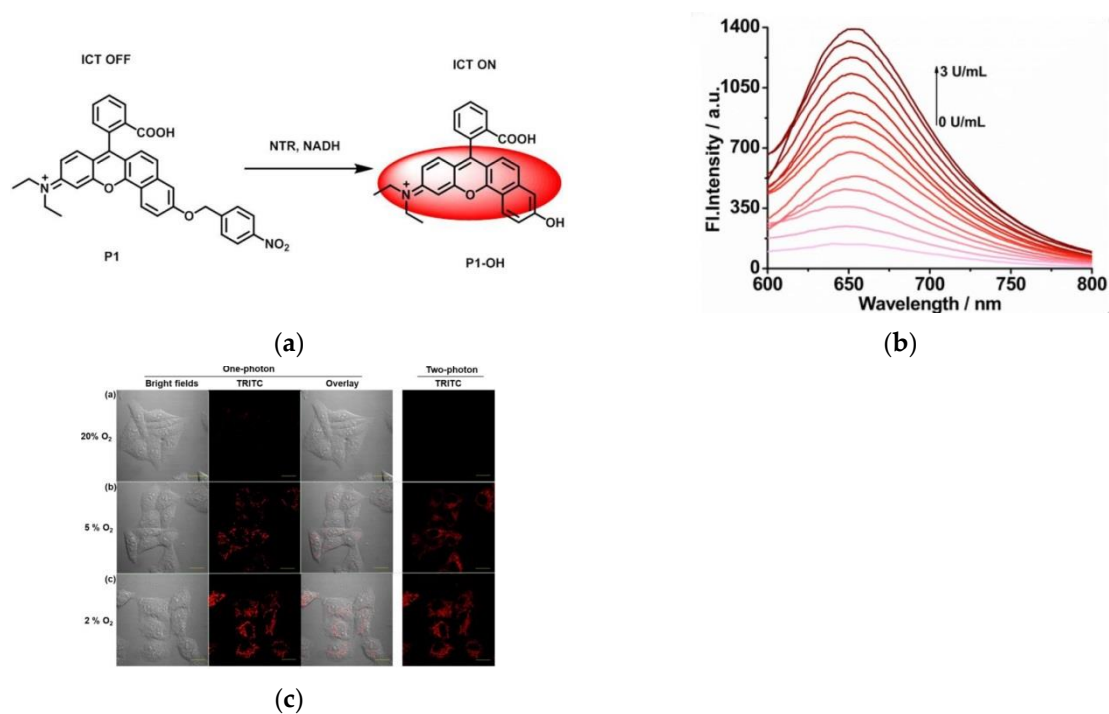 ICT OFF
ICT ON
COOH
N
+
O
O
NO₂
P1
NTR, NADH
COOH
N
+
O
OH
P1-OH
(a)
1400
1050
700
350
0
600
650
700
750
800
Fl.Intensity / a.u.
Wavelength / nm
3 U/mL
0 U/mL
(b)
One-photon
Two-photon
Bright fields
TRITC
Overlay
TRITC
(a)
20% O₂
(b)
5 % O₂
(c)
2 % O₂
(c)